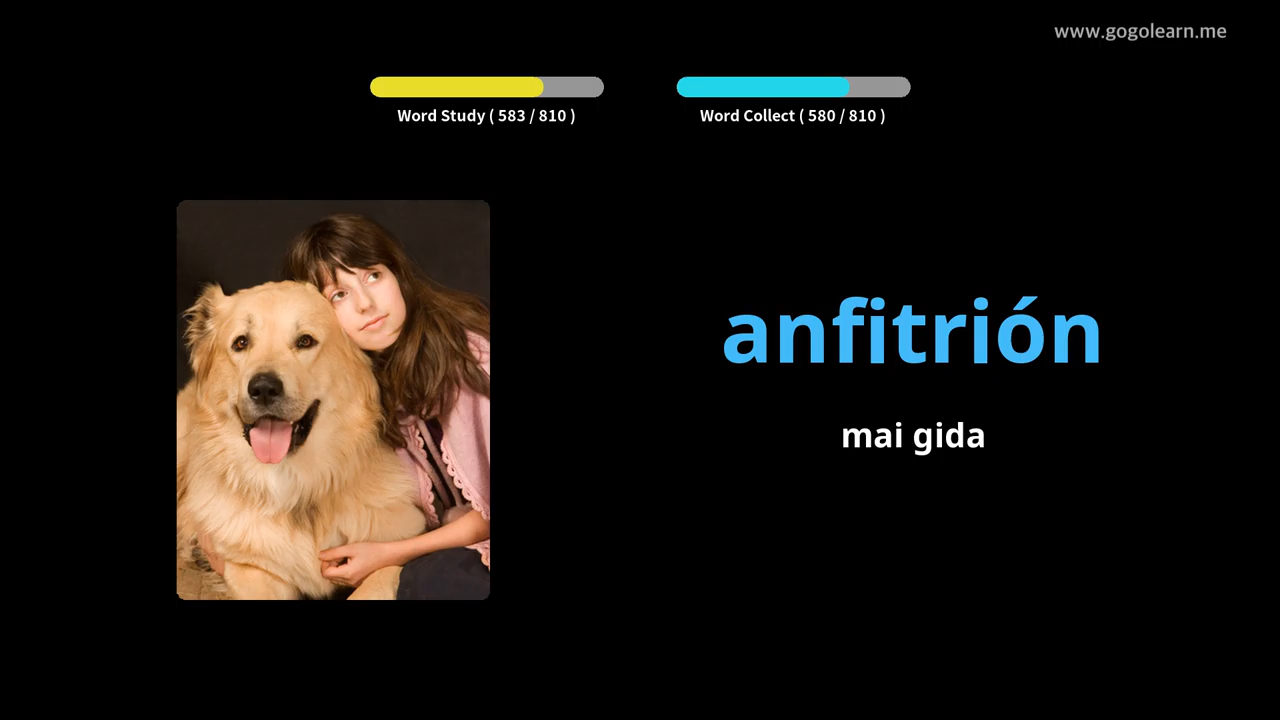 www.gogolearn.me
Word Study ( 583 / 810 )
Word Collect ( 580 / 810 )
anfitrión
mai gida